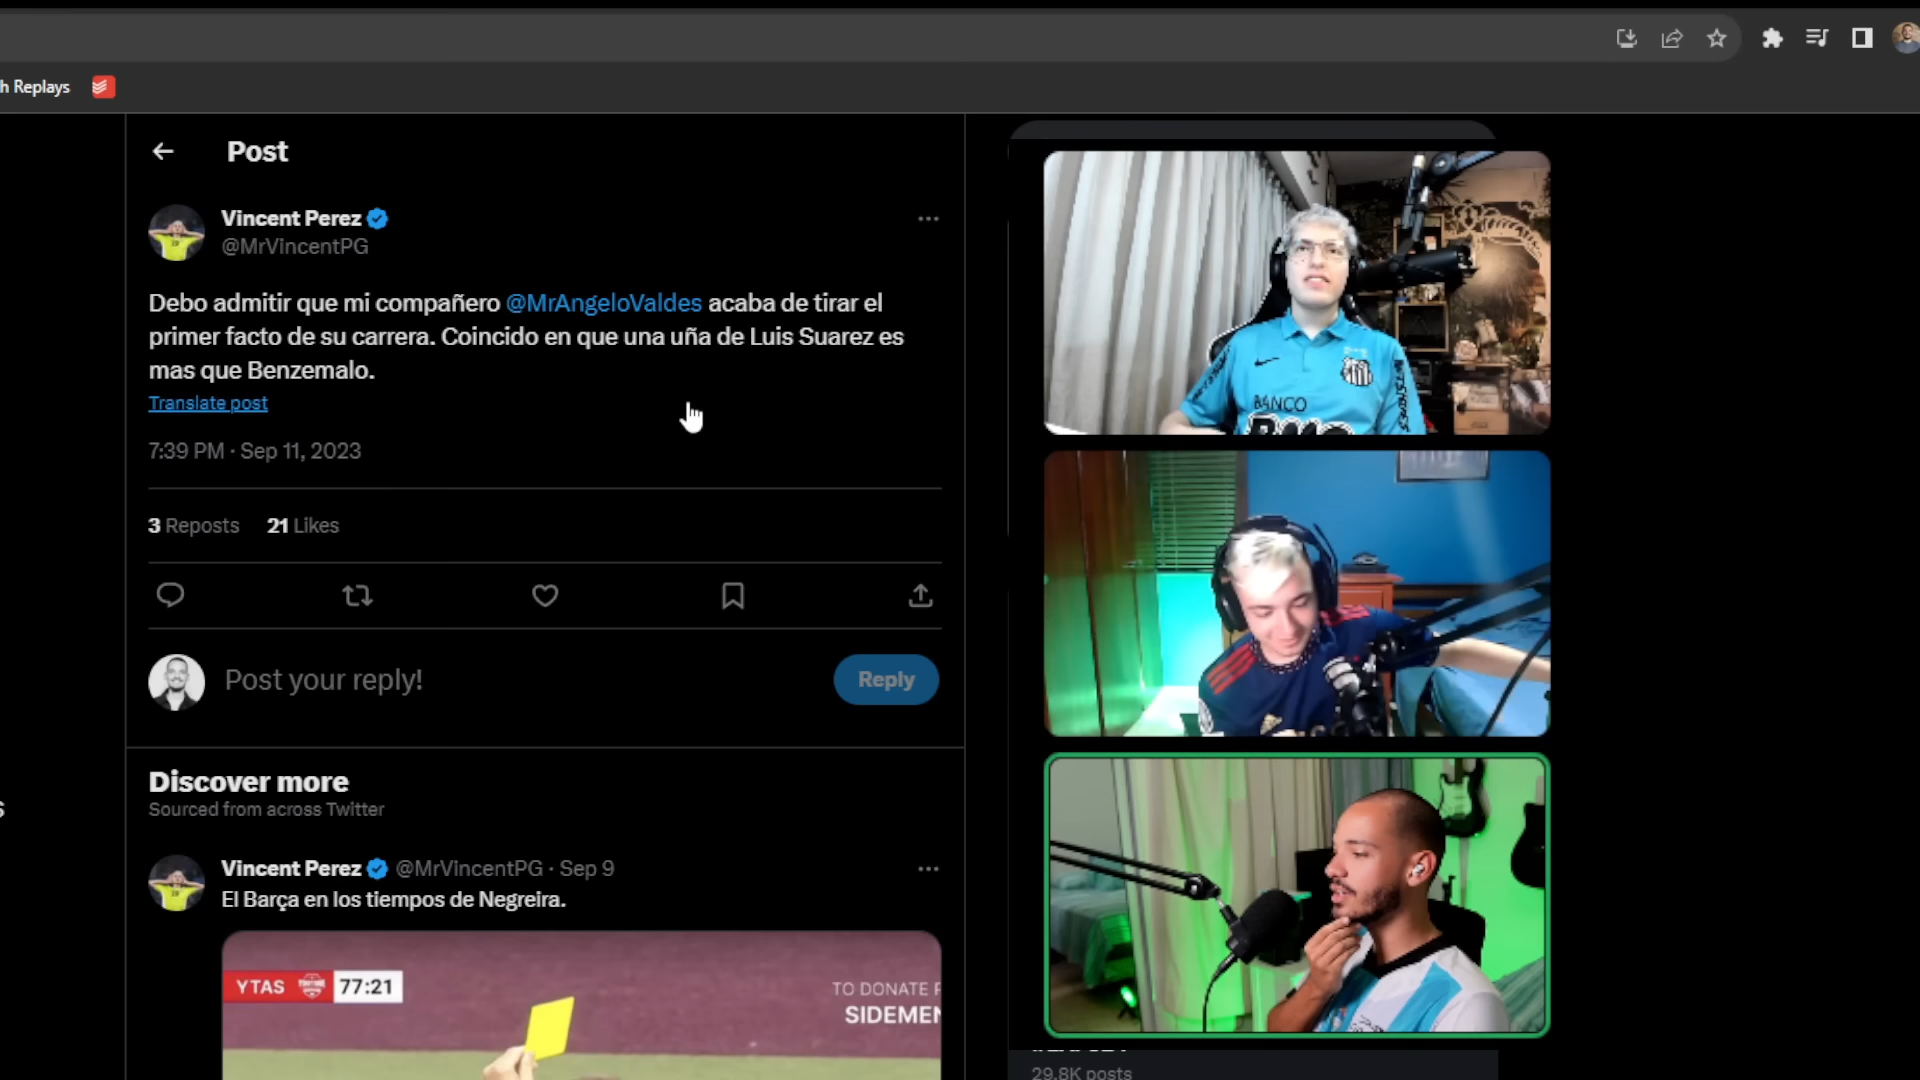 h Replays
Post
Vincent Perez
@MrVincentPG
Debo admitir que mi compañero @MrAngeloValdes acaba de tirar el
primer facto de su carrera. Coincido en que una uña de Luis Suarez es
mas que Benzemalo.
Translate post
7:39 PM · Sep 11, 2023
3 Reposts 21 Likes
Post your reply!
Reply
Discover more
Sourced from across Twitter
Vincent Perez @MrVincentPG · Sep 9
El Barça en los tiempos de Negreira.
YTAS 77:21
TO DONATE
SIDEMEN
BANCO
29.8K posts